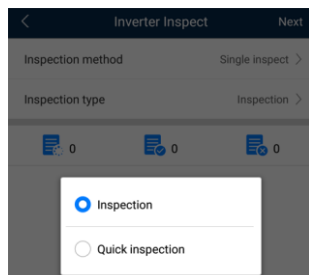 Inverter Inspect Next
Inspection method Single inspect
Inspection type Inspection
0 0 0
Inspection
Quick inspection